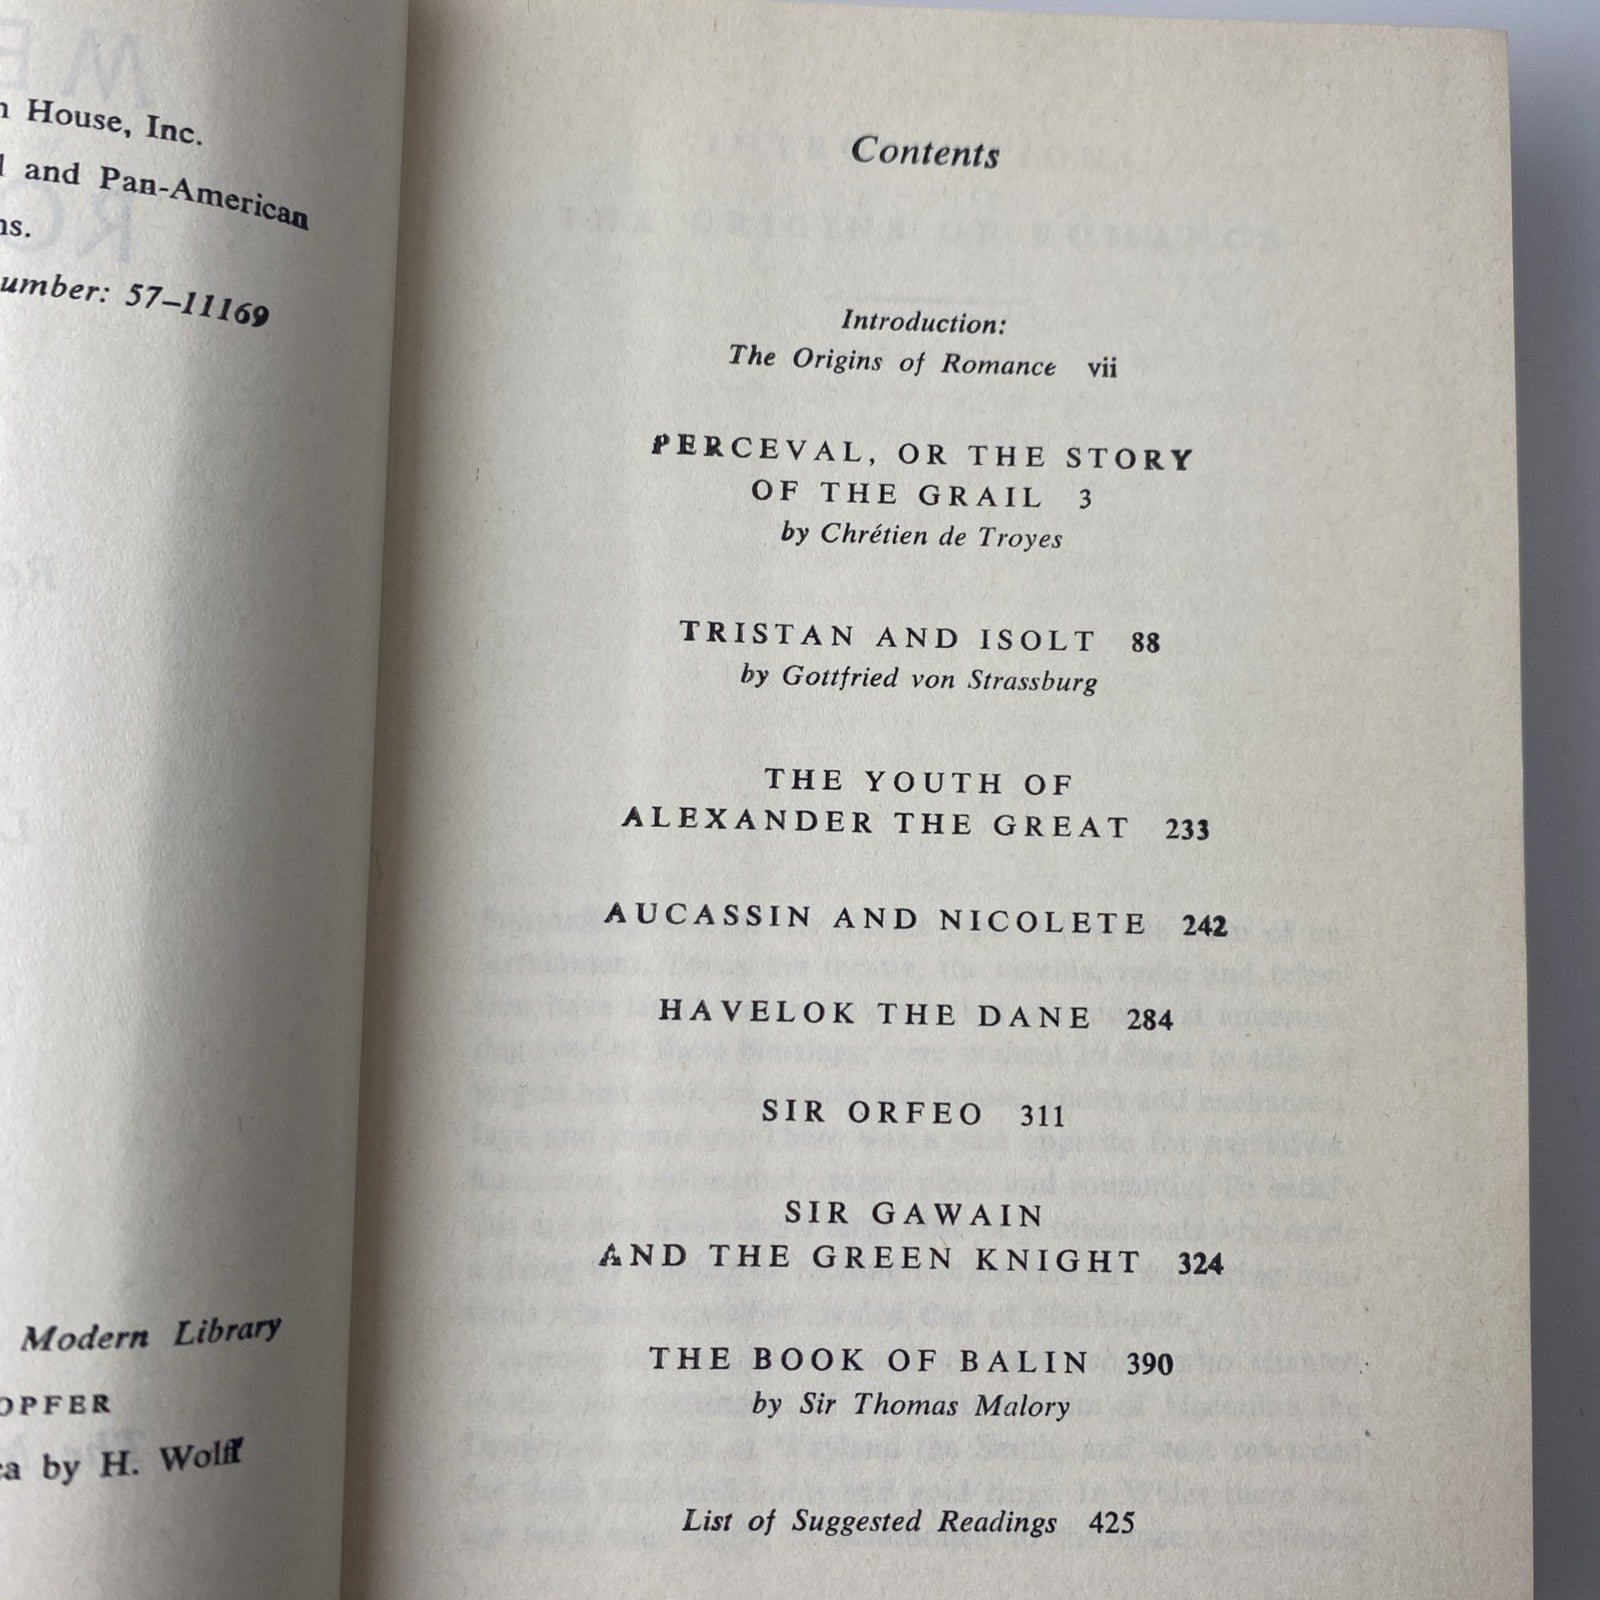 House, Inc.
and Pan-American
57–11169
Modern Library
by H. Wolff
Contents
Introduction:
The Origins of Romance vii
PERCEVAL, OR THE STORY
OF THE GRAIL 3
by Chrétien de Troyes
TRISTAN AND ISOLT 88
by Gottfried von Strassburg
THE YOUTH OF
ALEXANDER THE GREAT 233
AUCASSIN AND NICOLETE 242
HAVELOK THE DANE 284
SIR ORFEO 311
SIR GAWAIN
AND THE GREEN KNIGHT 324
THE BOOK OF BALIN 390
by Sir Thomas Malory
List of Suggested Readings 425